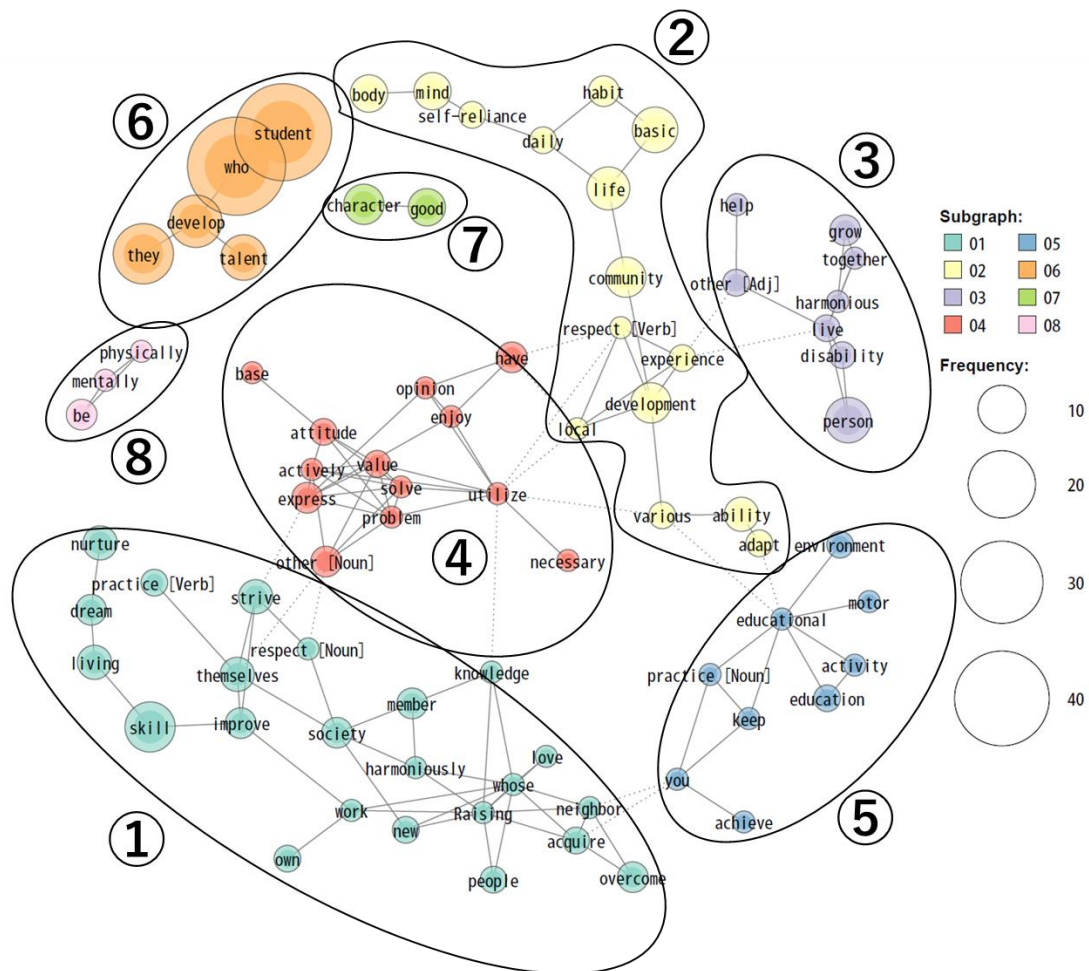 ②
⑥
③
⑦
⑧
④
①
⑤
student
who
develop
they
talent
character
good
physically
mentally
be
body
mind
self-reliance
habit
daily
basic
life
community
respect [Verb]
experience
development
local
various
ability
adapt
help
grow
together
other [Adj]
harmonious
live
disability
person
base
have
opinion
enjoy
attitude
value
actively
solve
express
utilize
problem
other [Noun]
necessary
nurture
practice [Verb]
dream
strive
respect [Noun]
living
themselves
knowledge
skill
improve
member
society
harmoniously
love
whose
work
Raising
neighbor
new
acquire
own
people
overcome
environment
motor
educational
activity
practice [Noun]
education
keep
you
achieve
Subgraph:
01 05
02 06
03 07
04 08
Frequency:
10
20
30
40